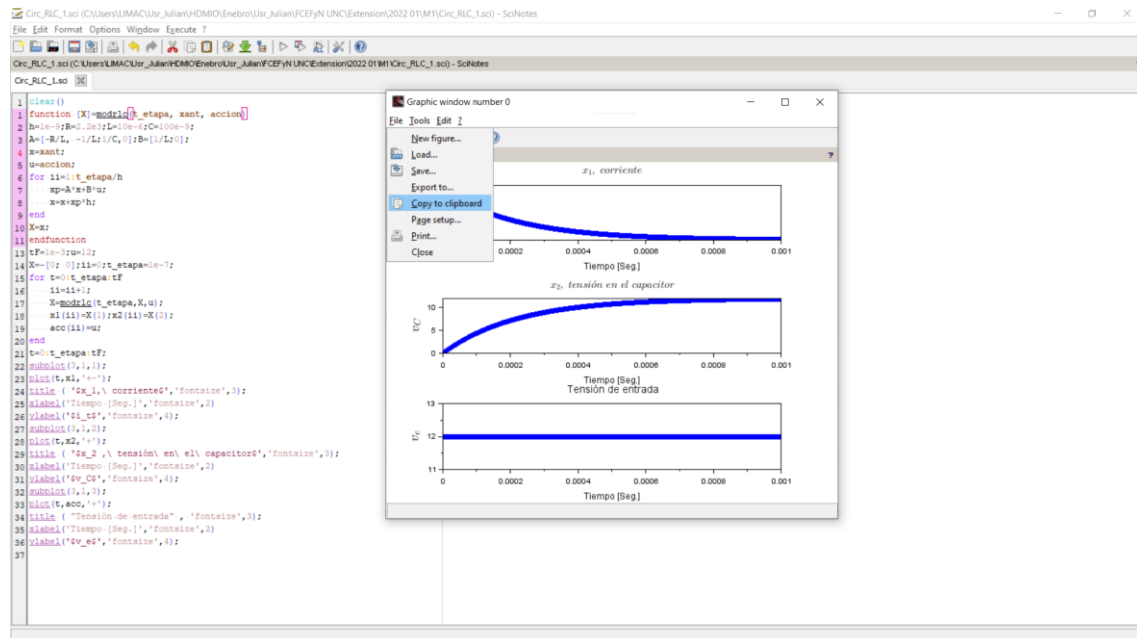 Circ_RLC_1.sci (C:\Users\LIMAC\Usr_Julian\HDMIO\Enebro\Usr_Julian\FCEFyN UNC\Extension\2022 01\M1\Circ_RLC_1.sci) - SciNotes
File Edit Format Options Window Execute ?
Circ_RLC_1.sci (C:\Users\LIMAC\Usr_Julian\HDMIO\Enebro\Usr_Julian\FCEFyN UNC\Extension\2022 01\M1\Circ_RLC_1.sci) - SciNotes
Circ_RLC_1.sci
1 clear()
1 function [X]=modrlc(t_etapa, xant, accion)
2 h=1e-9;R=2.2e3;L=10e-6;C=100e-9;
3 A=[-R/L, -1/L;1/C,0];B=[1/L;0];
4 x=xant;
5 u=accion;
6 for ii=1:t_etapa/h
7 xp=A*x+B*u;
8 x=x+xp*h;
9 end
10 X=x;
11 endfunction
13 tF=1e-3;u=12;
14 X=-[0; 0];ii=0;t_etapa=1e-7;
15 for t=0:t_etapa:tF
16 ii=ii+1;
17 X=modrlc(t_etapa,X,u);
18 x1(ii)=X(1);x2(ii)=X(2);
19 acc(ii)=u;
20 end
21 t=0:t_etapa:tF;
22 subplot(3,1,1);
23 plot(t,x1,'+-');
24 title ( '$x_1,\ corriente$','fontsize',3);
25 xlabel('Tiempo [Seg.]','fontsize',2)
26 ylabel('$i_t$','fontsize',4);
27 subplot(3,1,2);
28 plot(t,x2,'+');
29 title ( '$x_2 ,\ tensión\ en\ el\ capacitor$','fontsize',3);
30 xlabel('Tiempo [Seg.]','fontsize',2)
31 ylabel('$v_C$','fontsize',4);
32 subplot(3,1,3);
33 plot(t,acc,'+');
34 title ( "Tensión de entrada" , 'fontsize',3);
35 xlabel('Tiempo [Seg.]','fontsize',2)
36 ylabel('$v_e$','fontsize',4);
37
Graphic window number 0
File Tools Edit ?
New figure...
Load...
Save...
Export to...
Copy to clipboard
Page setup...
Print...
Close
?
x₁, corriente
0.0002 0.0004 0.0006 0.0008 0.001
Tiempo [Seg.]
x₂, tensión en el capacitor
v_C
10
5
0
0 0.0002 0.0004 0.0006 0.0008 0.001
Tiempo [Seg.]
Tensión de entrada
v_e
13
12
11
0 0.0002 0.0004 0.0006 0.0008 0.001
Tiempo [Seg.]